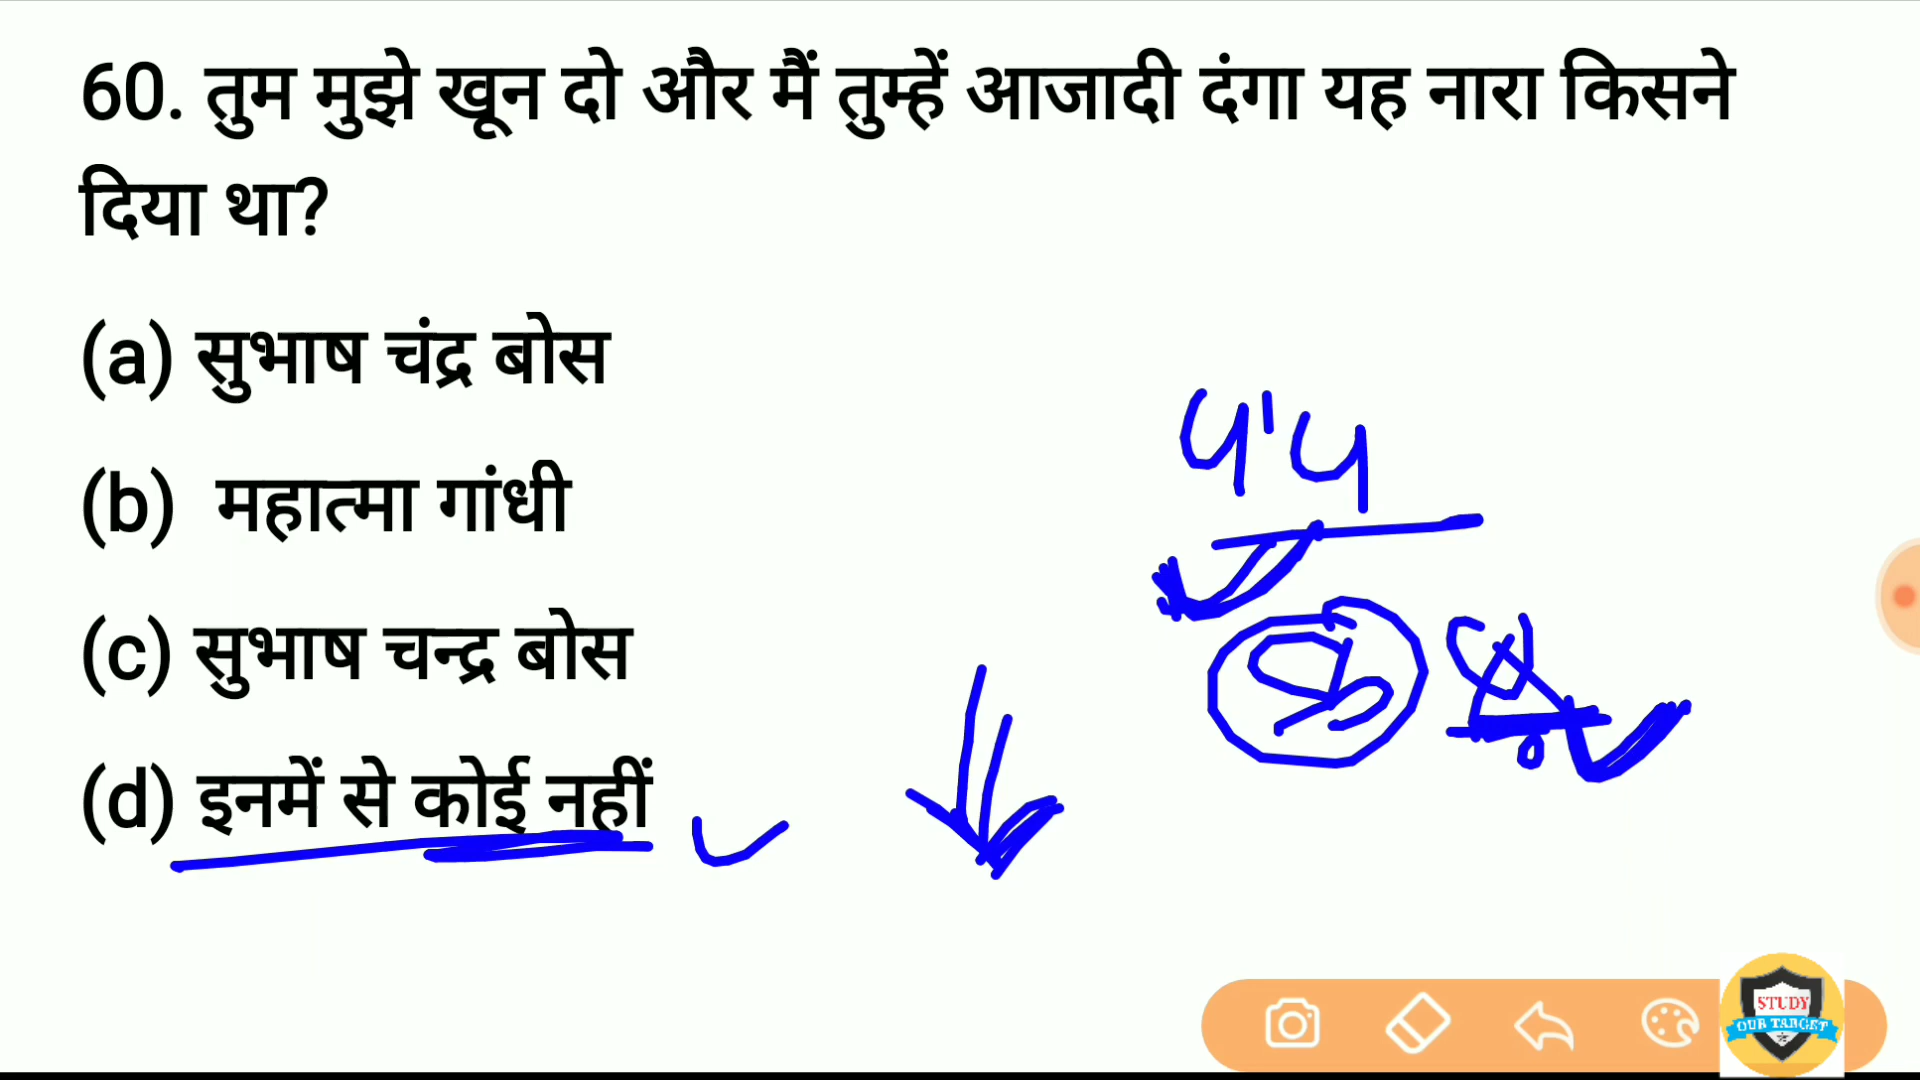 60. तुम मुझे खून दो और मैं तुम्हें आजादी दंगा यह नारा किसने
दिया था?
(a) सुभाष चंद्र बोस
(b) महात्मा गांधी
(c) सुभाष चन्द्र बोस
(d) इनमें से कोई नहीं
STUDY
OUR TARGET